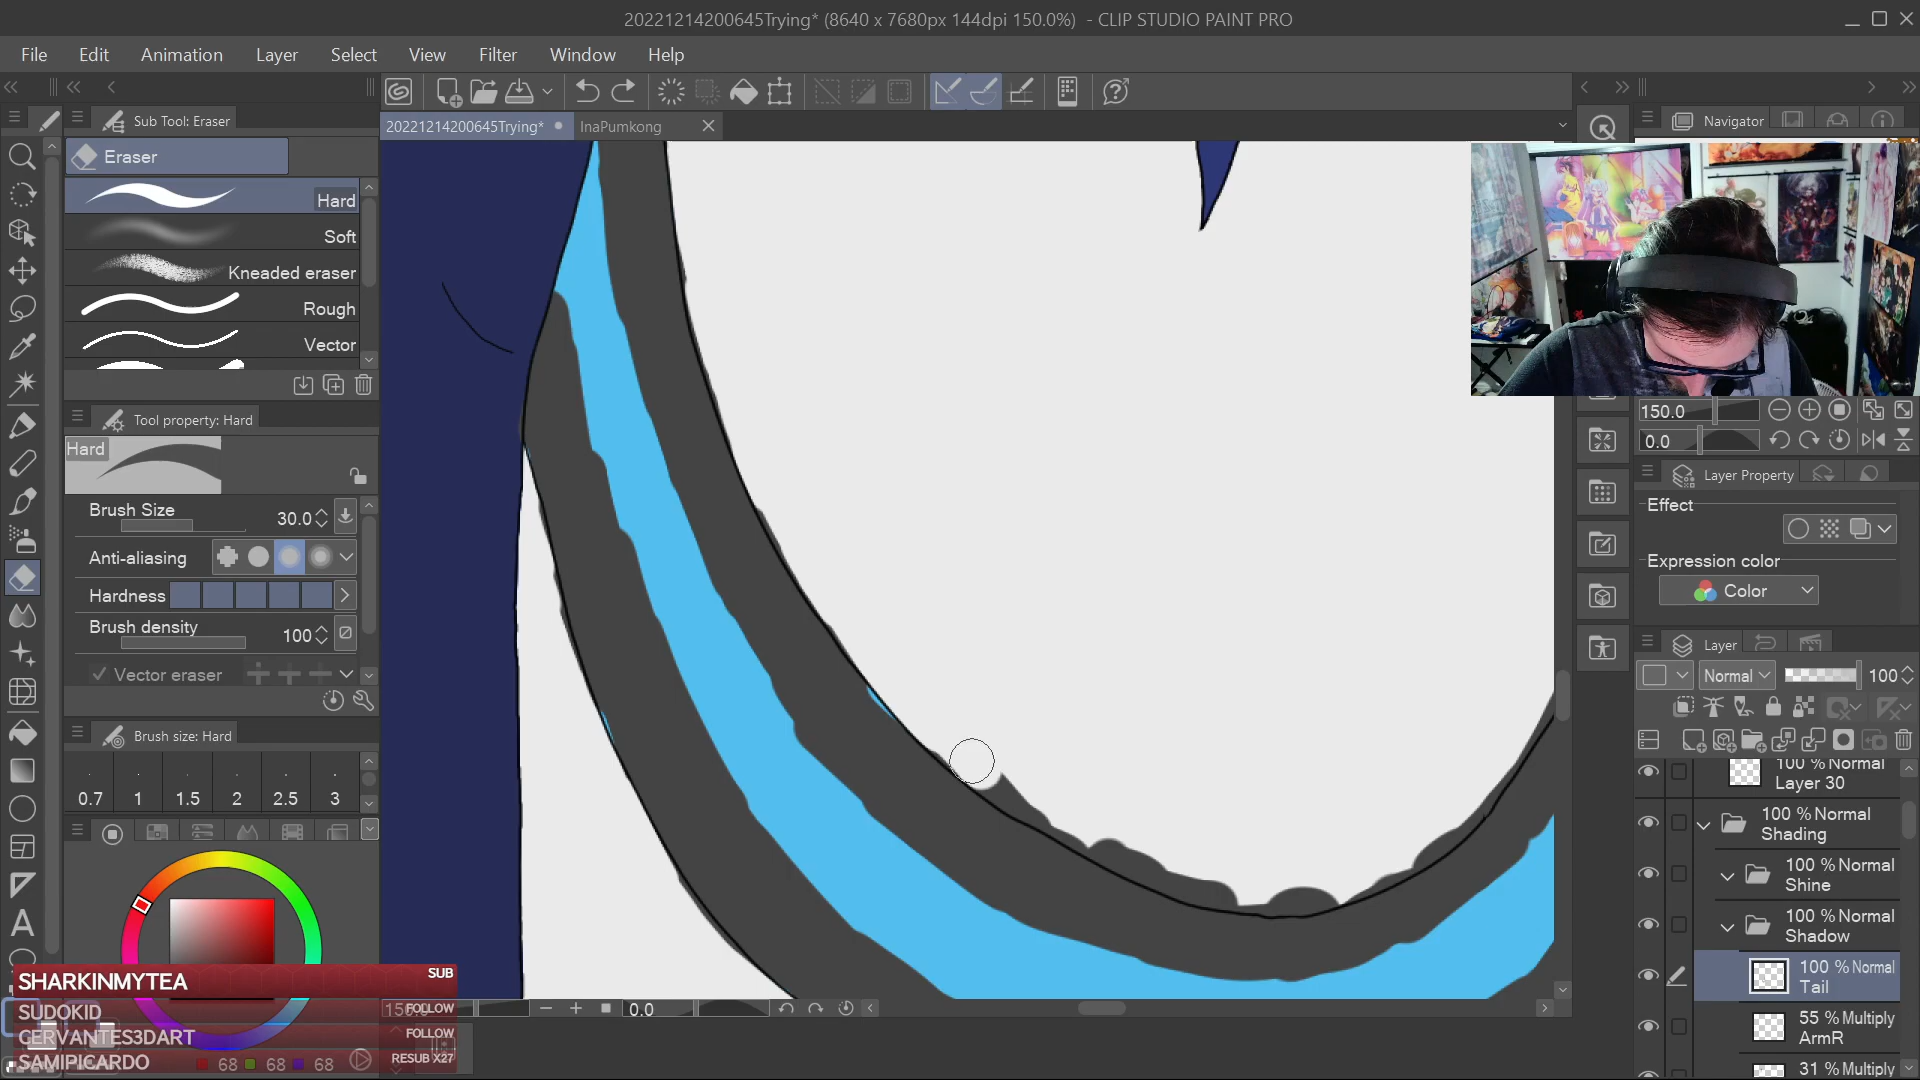 20221214200645Trying* (8640 x 7680px 144dpi 150.0%) - CLIP STUDIO PAINT PRO
File Edit Animation Layer Select View Filter Window Help
Sub Tool: Eraser
20221214200645Trying*
InaPumkong
Navigator
Eraser
Hard
Soft
Kneaded eraser
Rough
Vector
Tool property: Hard
Hard
Brush Size 30.0
Anti-aliasing
Hardness
Brush density 100
Vector eraser
Brush size: Hard
0.7 1 1.5 2 2.5 3
150.0
0.0
Layer Property
Effect
Expression color
Color
Layer
Normal 100
100 %Normal
Layer 30
100 %Normal
Shading
100 %Normal
Shine
100 %Normal
Shadow
100 %Normal
Tail
55 %Multiply
ArmR
31 %Multiply
0.0
SHARKINMYTEA SUB
SUDOKID FOLLOW
CERVANTES3DART FOLLOW
SAMIPICARDO RESUB X27
68 68 68